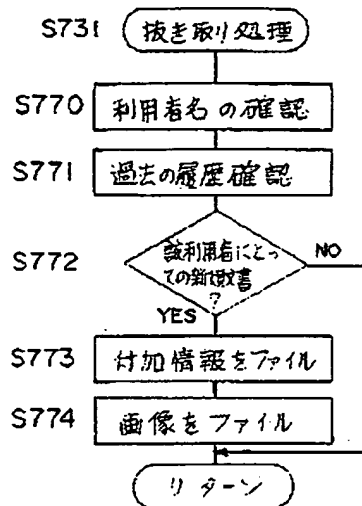 S731 抜き取り処理
S770 利用者名の確認
S771 過去の履歴確認
該利用者にとっ
S772 ての
?
NO
YES
S773 付加情報をファイル
S774 画像をファイル
リターン